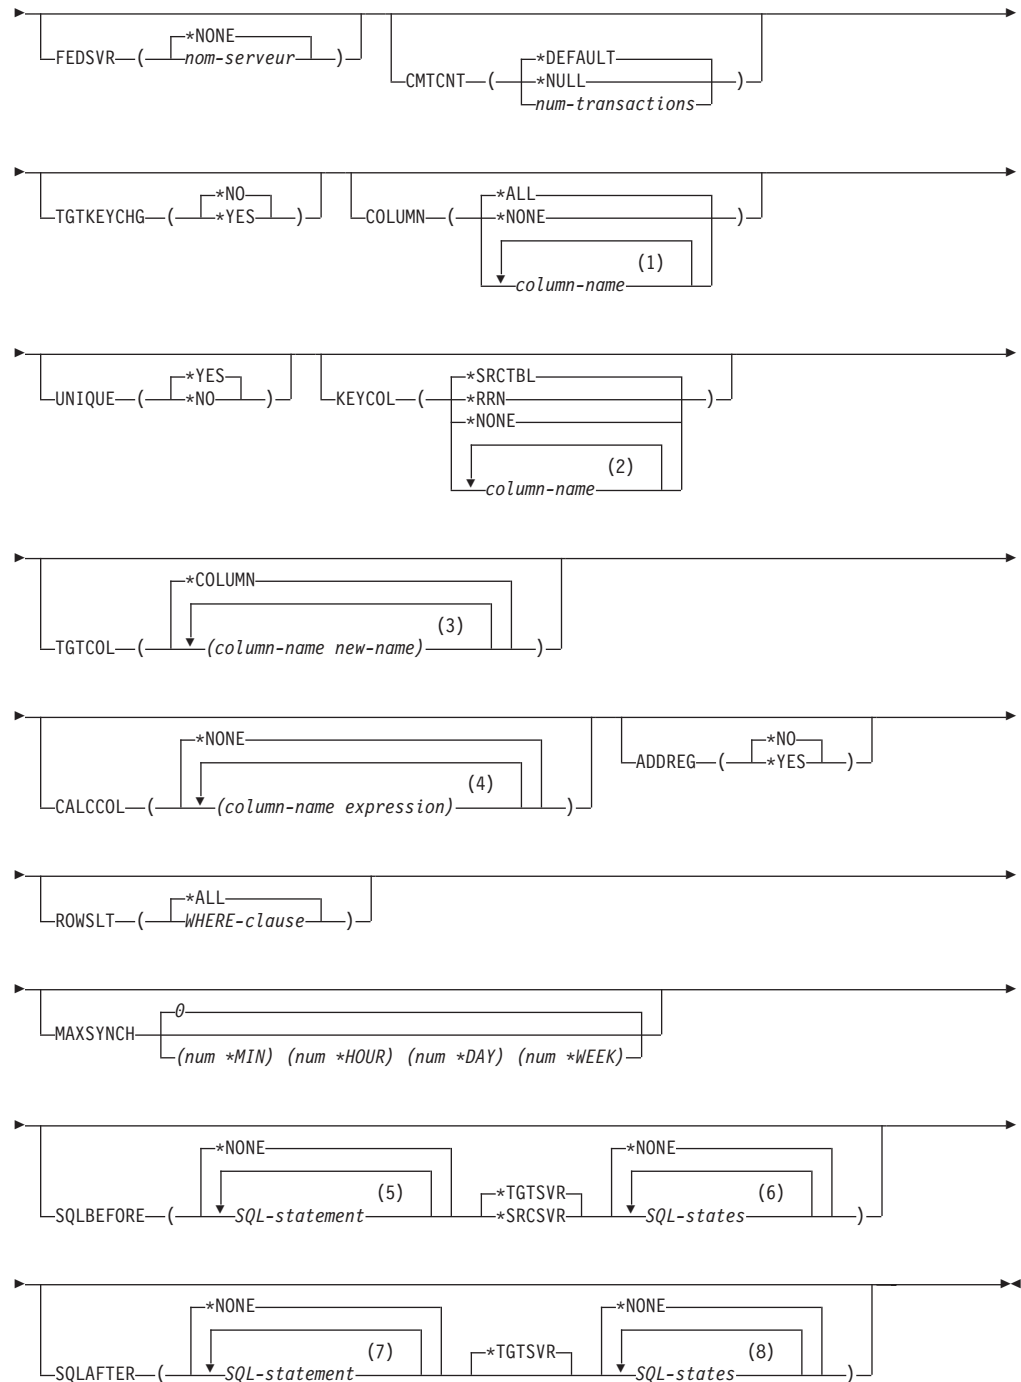 *NONE
FEDSVR ( nom-serveur )
*DEFAULT
CMTCNT ( *NULL )
num-transactions
*NO
TGTKEYCHG ( *YES )
*ALL
COLUMN ( *NONE )
(1)
column-name
*YES
UNIQUE ( *NO )
*SRCTBL
KEYCOL ( *RRN )
*NONE
(2)
column-name
*COLUMN
(3)
TGTCOL ( (column-name new-name) )
*NONE
(4)
CALCCOL ( (column-name expression) )
*NO
ADDREG ( *YES )
*ALL
ROWSLT ( WHERE-clause )
0
MAXSYNCH
(num *MIN) (num *HOUR) (num *DAY) (num *WEEK)
*NONE *NONE
(5) *TGTSVR (6)
SQLBEFORE ( SQL-statement *SRCSVR SQL-states )
*NONE *NONE
(7) *TGTSVR (8)
SQLAFTER ( SQL-statement SQL-states )